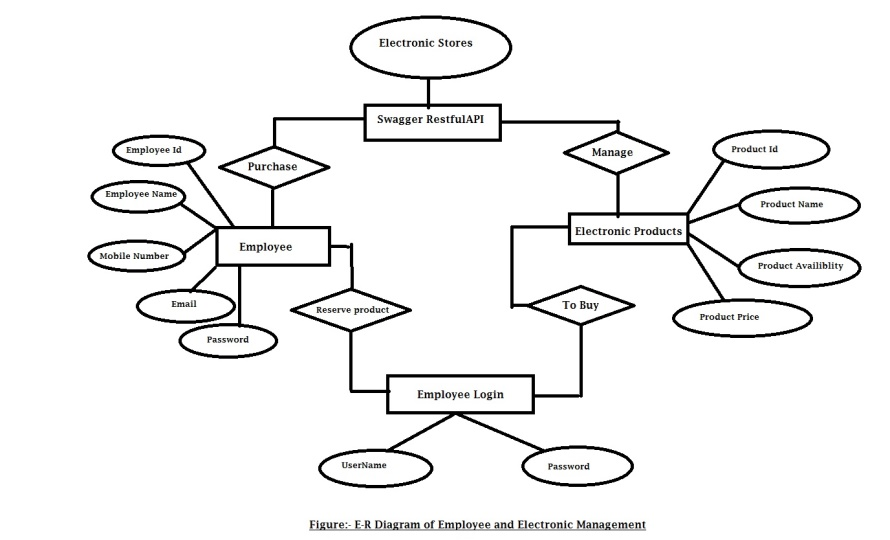 Electronic Stores
Swagger RestfulAPI
Purchase
Manage
Employee Id
Employee Name
Mobile Number
Email
Password
Employee
Product Id
Product Name
Product Availiblity
Product Price
Electronic Products
Reserve product
To Buy
Employee Login
UserName
Password
Figure:- E-R Diagram of Employee and Electronic Management